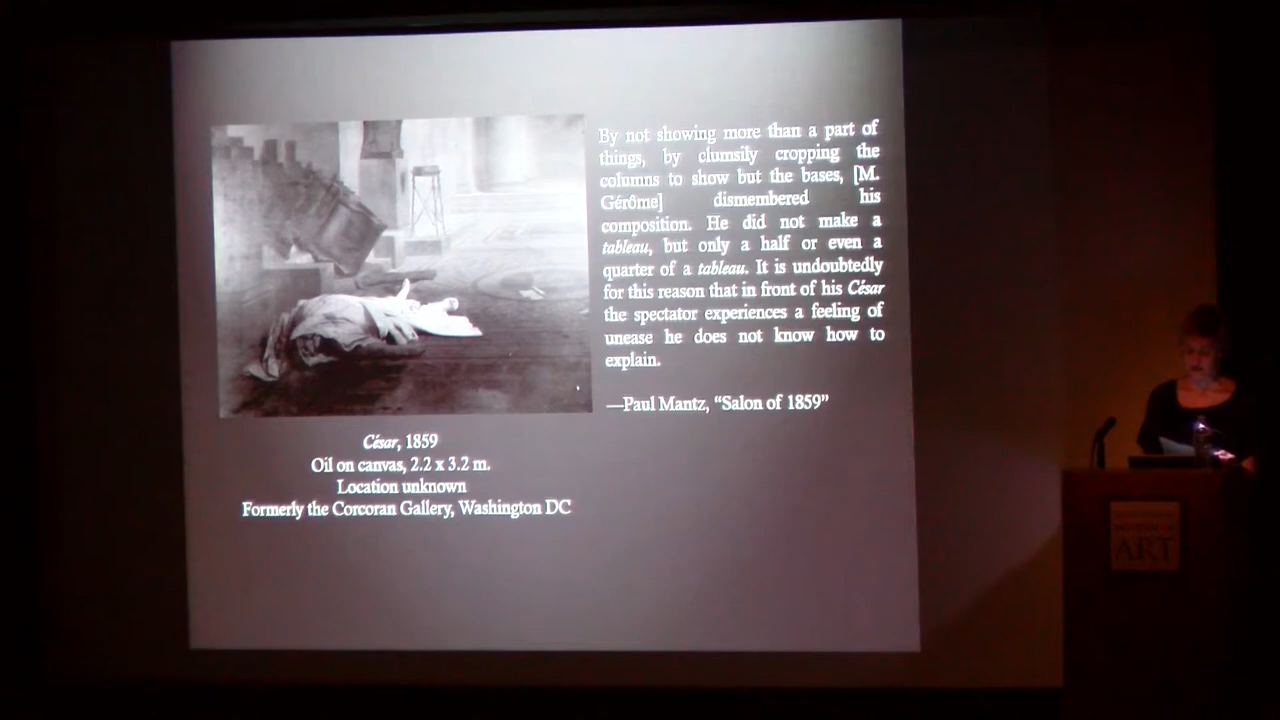 By not showing more than a part of
things, by clumsily cropping the
columns to show but the bases, [M.
Gérôme] dismembered his
composition. He did not make a
tableau, but only a half or even a
quarter of a tableau. It is undoubtedly
for this reason that in front of his César
the spectator experiences a feeling of
unease he does not know how to
explain.
—Paul Mantz, “Salon of 1859”
César, 1859
Oil on canvas, 2.2 x 3.2 m.
Location unknown
Formerly the Corcoran Gallery, Washington DC
ART